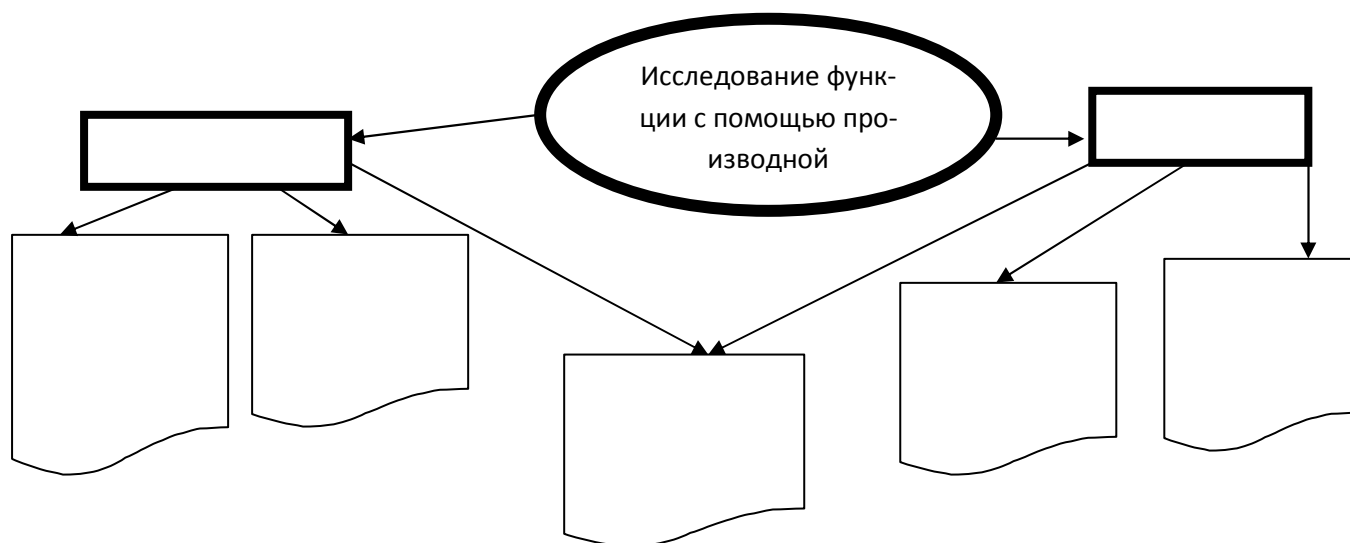 Исследование функ-
ции с помощью про-
изводной